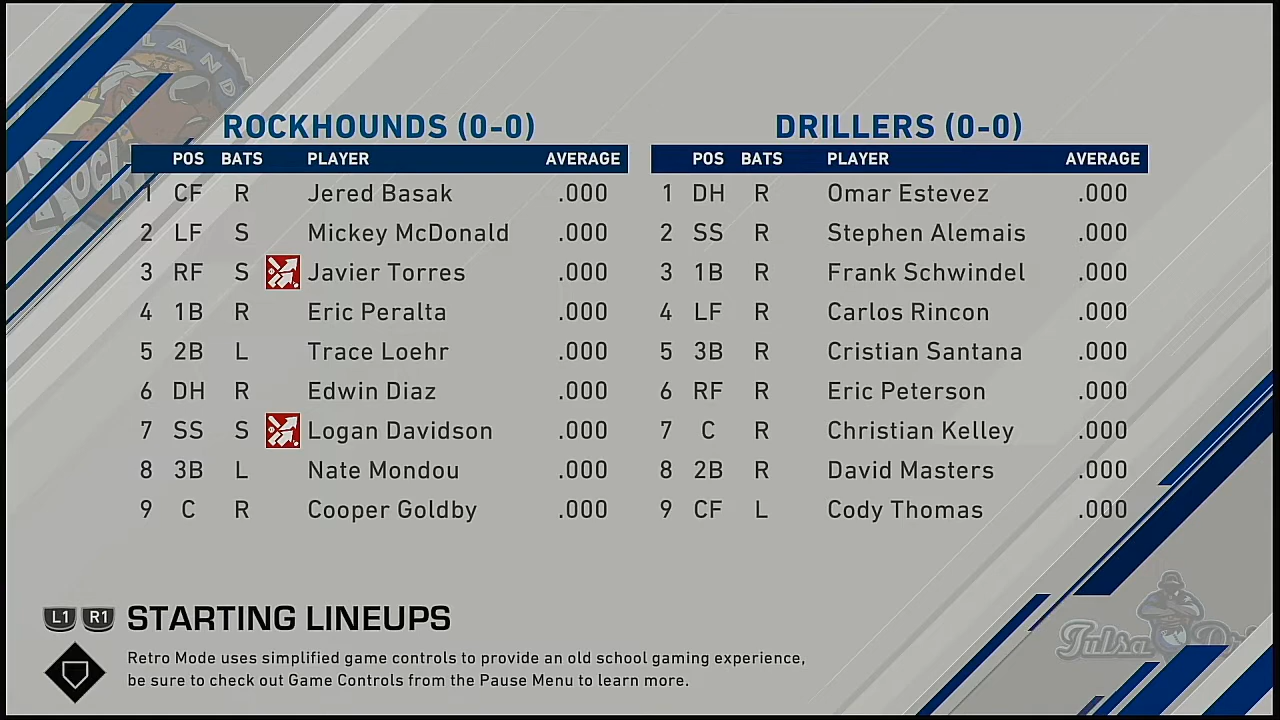 LAND
ROCK
ROCKHOUNDS (0-0)
POS BATS PLAYER AVERAGE
1 CF R Jered Basak .000
2 LF S Mickey McDonald .000
3 RF S Javier Torres .000
4 1B R Eric Peralta .000
5 2B L Trace Loehr .000
6 DH R Edwin Diaz .000
7 SS S Logan Davidson .000
8 3B L Nate Mondou .000
9 C R Cooper Goldby .000
DRILLERS (0-0)
POS BATS PLAYER AVERAGE
1 DH R Omar Estevez .000
2 SS R Stephen Alemais .000
3 1B R Frank Schwindel .000
4 LF R Carlos Rincon .000
5 3B R Cristian Santana .000
6 RF R Eric Peterson .000
7 C R Christian Kelley .000
8 2B R David Masters .000
9 CF L Cody Thomas .000
L1 R1 STARTING LINEUPS
Retro Mode uses simplified game controls to provide an old school gaming experience,
be sure to check out Game Controls from the Pause Menu to learn more.
Tulsa Dri